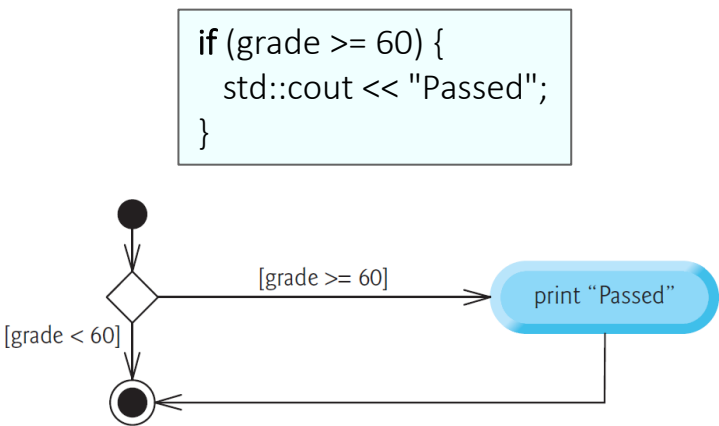 if (grade >= 60) {
std::cout << "Passed";
}
[grade >= 60]
print “Passed”
[grade < 60]